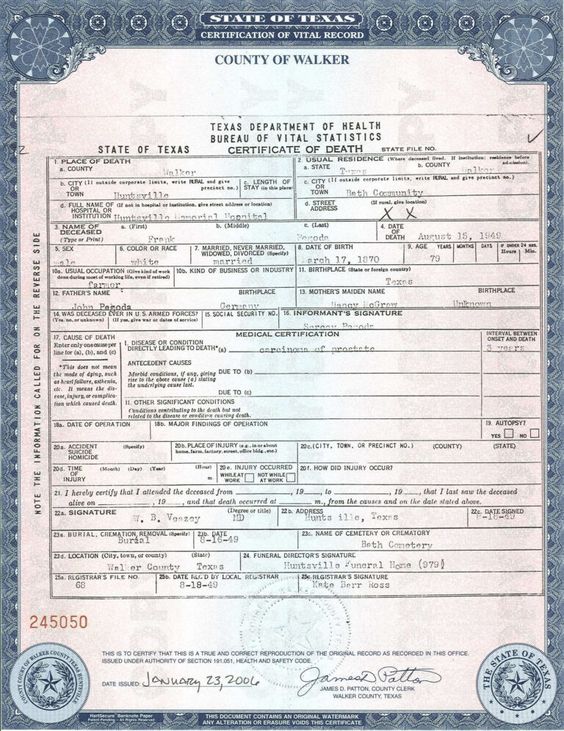 STATE OF TEXAS
CERTIFICATION OF VITAL RECORD
COUNTY OF WALKER
TEXAS DEPARTMENT OF HEALTH
BUREAU OF VITAL STATISTICS
STATE OF TEXAS CERTIFICATE OF DEATH STATE FILE NO.
1. PLACE OF DEATH
a. COUNTY Walker
2. USUAL RESIDENCE (Where deceased lived. If institution: residence before admission).
a. STATE Texas b. COUNTY Walker
b. CITY (If outside corporate limits, write RURAL and give precinct no.) OR TOWN Huntsville
c. LENGTH OF STAY (in this place)
c. CITY (If outside corporate limits, write RURAL and give precinct no.) OR TOWN Bath Community
d. FULL NAME OF (If not in hospital or institution, give street address or location) HOSPITAL OR INSTITUTION Huntsville Memorial Hospital
d. STREET ADDRESS (If rural, give location) X X
3. NAME OF DECEASED (Type or Print) a. (First) Frank b. (Middle) c. (Last) Pagoda
4. DATE OF DEATH August 15, 1949
5. SEX male
6. COLOR OR RACE white
7. MARRIED, NEVER MARRIED, WIDOWED, DIVORCED (Specify) married
8. DATE OF BIRTH March 17, 1870
9. AGE YEARS 79 MONTHS DAYS IF UNDER 24 HRS. Hours Min.
10a. USUAL OCCUPATION (Give kind of work done during most of working life, even if retired) farmer
10b. KIND OF BUSINESS OR INDUSTRY
11. BIRTHPLACE (State or foreign country) Texas
12. FATHER'S NAME John Pagoda BIRTHPLACE Germany
13. MOTHER'S MAIDEN NAME Nancy McGrow BIRTHPLACE Unknown
14. WAS DECEASED EVER IN U.S. ARMED FORCES? (Yes, no, or unknown) (If yes, give war or dates of service)
15. SOCIAL SECURITY NO.
16. INFORMANT'S SIGNATURE Pagoda
MEDICAL CERTIFICATION
17. CAUSE OF DEATH
Enter only one cause per line for (a), (b), and (c)
1. DISEASE OR CONDITION DIRECTLY LEADING TO DEATH*(a) carcinoma of prostate
INTERVAL BETWEEN ONSET AND DEATH 3 years
*This does not mean the mode of dying, such as heart failure, asthenia, etc. It means the disease, injury, or complication which caused death.
ANTECEDENT CAUSES
Morbid conditions, if any, giving rise to the above cause (a) stating the underlying cause last.
DUE TO (b)
DUE TO (c)
11. OTHER SIGNIFICANT CONDITIONS
Conditions contributing to the death but not related to the disease or condition causing death.
18a. DATE OF OPERATION
18b. MAJOR FINDINGS OF OPERATION
19. AUTOPSY?
YES NO
20a. ACCIDENT SUICIDE HOMICIDE (Specify)
20b. PLACE OF INJURY (e.g., in or about home, farm, factory, street, office bldg., etc.)
20c. (CITY, TOWN, OR PRECINCT NO.) (COUNTY) (STATE)
20d. TIME OF INJURY (Month) (Day) (Year) (Hour) m
20e. INJURY OCCURRED WHILE AT WORK NOT WHILE AT WORK
20f. HOW DID INJURY OCCUR?
21. I hereby certify that I attended the deceased from , 19 , to , 19 , that I last saw the deceased
alive on , 19 , and that death occurred at m., from the causes and on the date stated above.
22a. SIGNATURE (Degree or title) W. B. Veazey MD
22b. ADDRESS Huntsville, Texas
22c. DATE SIGNED 8-16-49
23a. BURIAL, CREMATION, REMOVAL (Specify) Burial
23b. DATE 8-16-49
23c. NAME OF CEMETERY OR CREMATORY Bath Cemetery
23d. LOCATION (City, town, or county) (State) Walker County Texas
24. FUNERAL DIRECTOR'S SIGNATURE Huntsville Funeral Home (979)
25a. REGISTRAR'S FILE NO. 68
25b. DATE REC'D BY LOCAL REGISTRAR 8-18-49
25c. REGISTRAR'S SIGNATURE Kate Barr Ross
NOTE THE INFORMATION CALLED FOR ON THE REVERSE SIDE
245050
THIS IS TO CERTIFY THAT THIS IS A TRUE AND CORRECT REPRODUCTION OF THE ORIGINAL RECORD AS RECORDED IN THIS OFFICE.
ISSUED UNDER AUTHORITY OF SECTION 191.051, HEALTH AND SAFETY CODE.
DATE ISSUED: January 23, 2006
James D Patton
JAMES D. PATTON, COUNTY CLERK
WALKER COUNTY, TEXAS
COUNTY COURT OF WALKER COUNTY TEXAS HUNTSVILLE
THE STATE OF TEXAS
THIS DOCUMENT CONTAINS AN ORIGINAL WATERMARK
ANY ALTERATION OR ERASURE VOIDS THIS CERTIFICATE